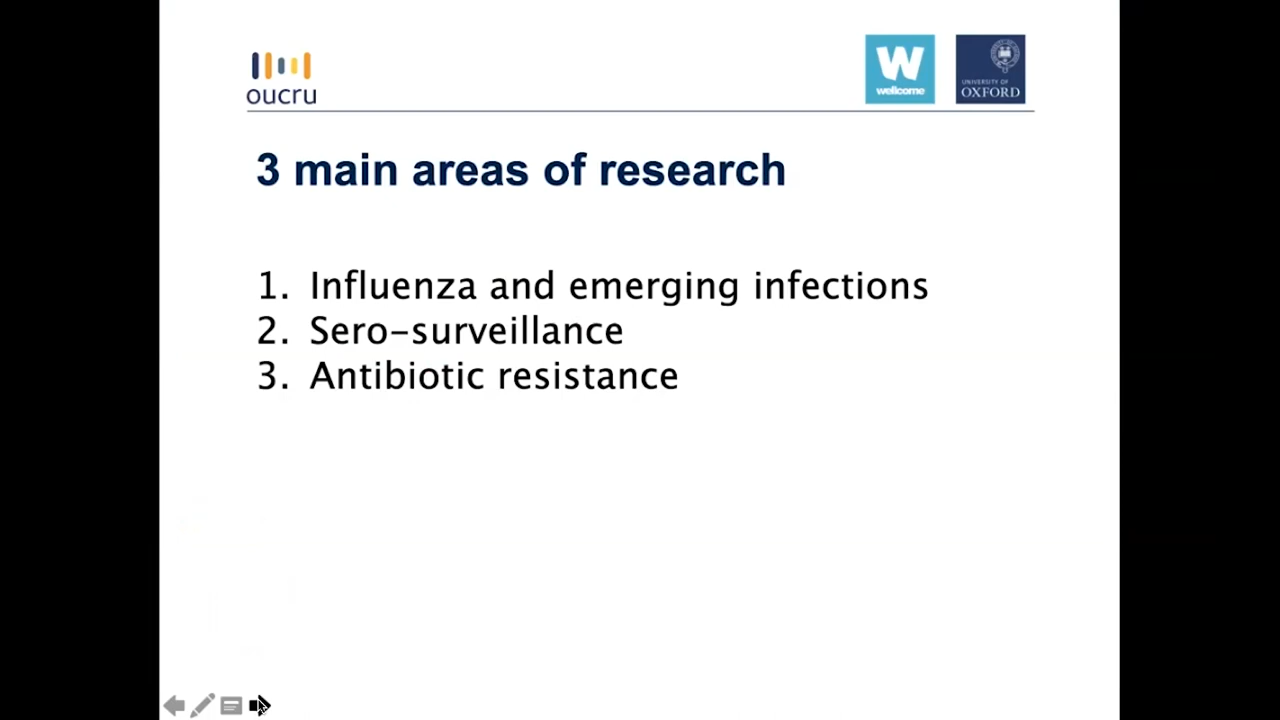 oucru
W
wellcome
UNIVERSITY OF
OXFORD
3 main areas of research
1. Influenza and emerging infections
2. Sero-surveillance
3. Antibiotic resistance